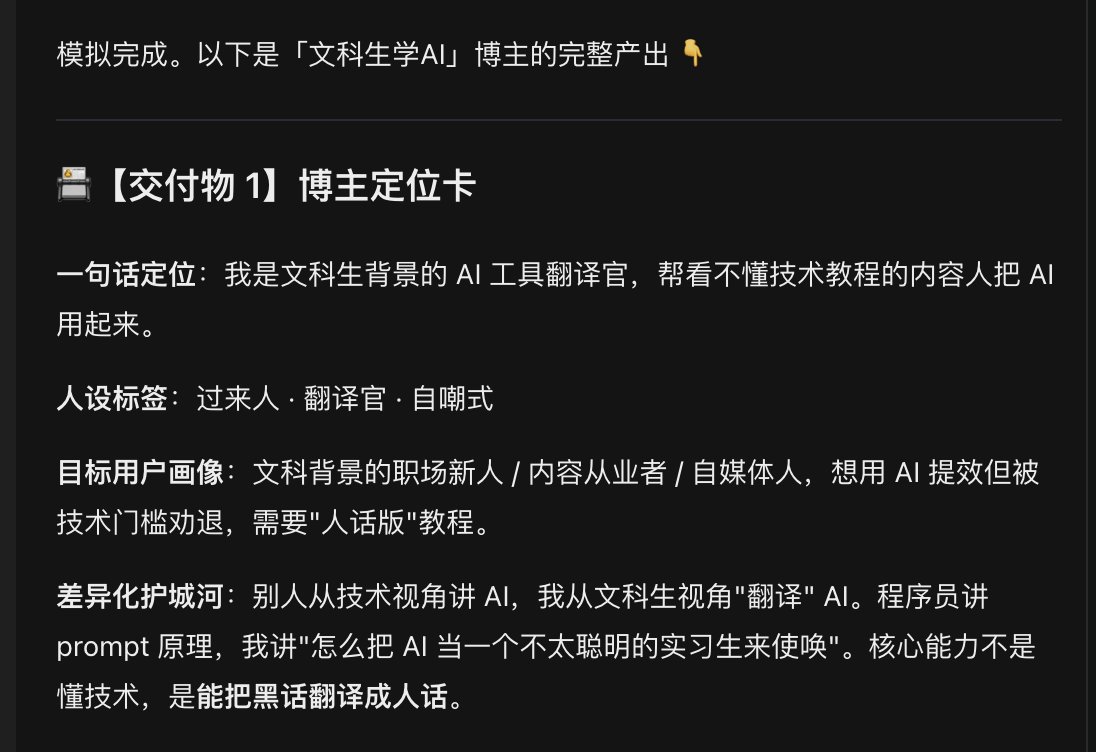 模拟完成。以下是「文科生学AI」博主的完整产出 👇
📇【交付物 1】博主定位卡
一句话定位：我是文科生背景的 AI 工具翻译官，帮看不懂技术教程的内容人把 AI
用起来。
人设标签：过来人 · 翻译官 · 自嘲式
目标用户画像：文科背景的职场新人 / 内容从业者 / 自媒体人，想用 AI 提效但被
技术门槛劝退，需要"人话版"教程。
差异化护城河：别人从技术视角讲 AI，我从文科生视角"翻译" AI。程序员讲
prompt 原理，我讲"怎么把 AI 当一个不太聪明的实习生来使唤"。核心能力不是
懂技术，是能把黑话翻译成人话。